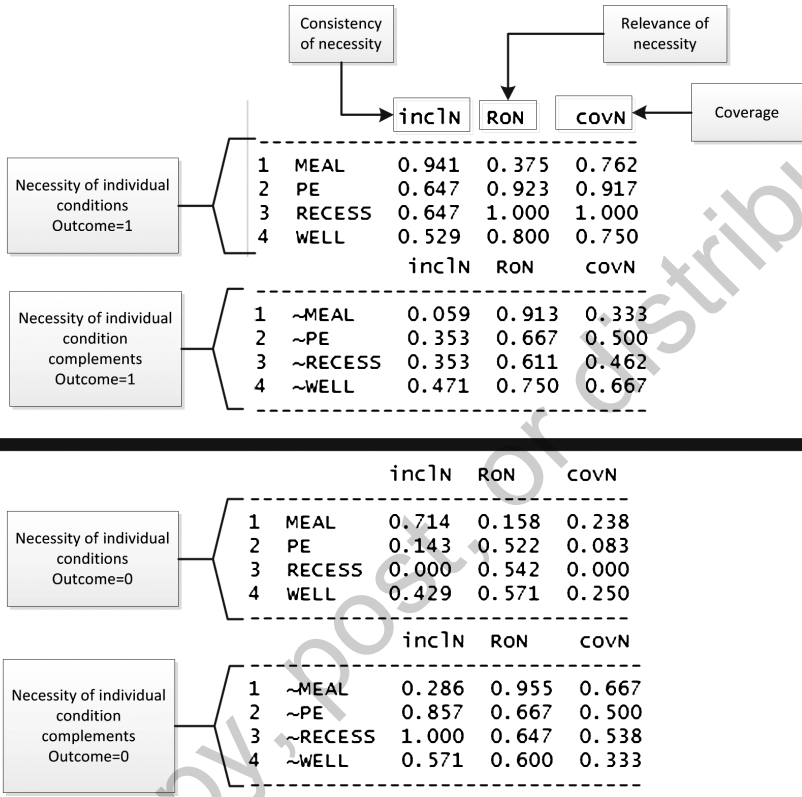 Consistency
of necessity
Relevance of
necessity
Coverage
inclN RoN covN
Necessity of individual
conditions
Outcome=1
1 MEAL 0.941 0.375 0.762
2 PE 0.647 0.923 0.917
3 RECESS 0.647 1.000 1.000
4 WELL 0.529 0.800 0.750
inclN RoN covN
Necessity of individual
condition
complements
Outcome=1
1 ~MEAL 0.059 0.913 0.333
2 ~PE 0.353 0.667 0.500
3 ~RECESS 0.353 0.611 0.462
4 ~WELL 0.471 0.750 0.667
inclN RoN covN
Necessity of individual
conditions
Outcome=0
1 MEAL 0.714 0.158 0.238
2 PE 0.143 0.522 0.083
3 RECESS 0.000 0.542 0.000
4 WELL 0.429 0.571 0.250
inclN RoN covN
Necessity of individual
condition
complements
Outcome=0
1 ~MEAL 0.286 0.955 0.667
2 ~PE 0.857 0.667 0.500
3 ~RECESS 1.000 0.647 0.538
4 ~WELL 0.571 0.600 0.333
py, post, or distribu